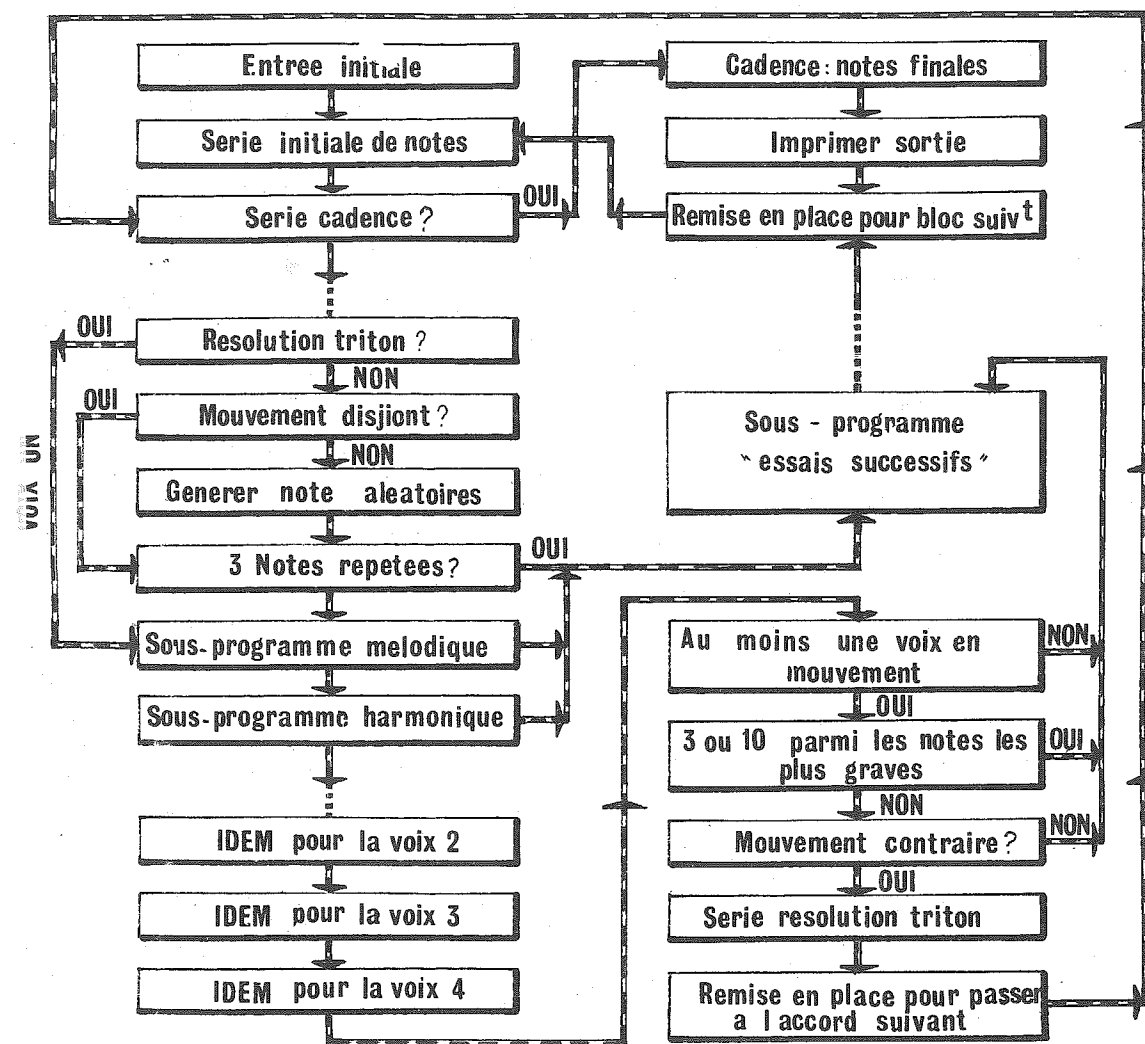 Entree initiale
Serie initiale de notes
Serie cadence ?
OUI
Resolution triton ?
OUI
NON
Mouvement disjiont ?
OUI
NON
Generer note aleatoires
3 Notes repetees ?
OUI
VOIX UN
Sous-programme melodique
Sous-programme harmonique
IDEM pour la voix 2
IDEM pour la voix 3
IDEM pour la voix 4
Cadence : notes finales
Imprimer sortie
Remise en place pour bloc suivt
Sous - programme
" essais successifs "
Au moins une voix en
mouvement
NON
OUI
3 ou 10 parmi les notes les
plus graves
OUI
NON
Mouvement contraire ?
NON
OUI
Serie resolution triton
Remise en place pour passer
a l accord suivant